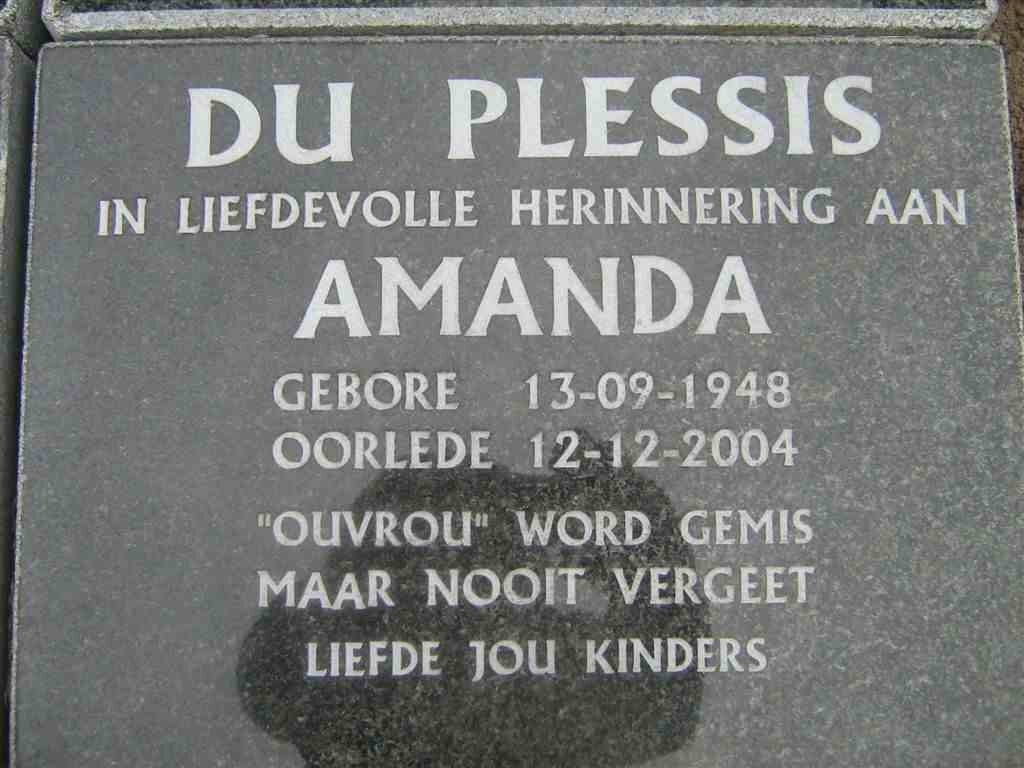 DU PLESSIS
IN LIEFDEVOLLE HERINNERING AAN
AMANDA
GEBORE 13-09-1948
OORLEDE 12-12-2004
"OUVROU" WORD GEMIS
MAAR NOOIT VERGEET
LIEFDE JOU KINDERS